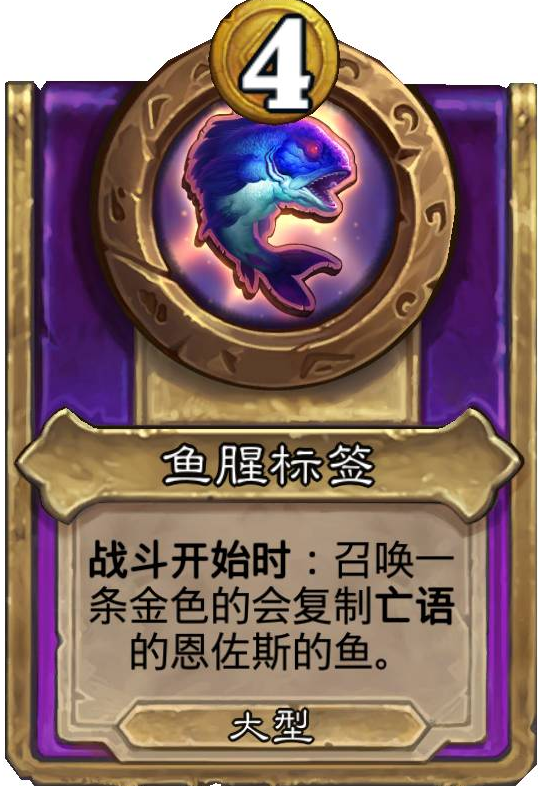 4
鱼腥标签
战斗开始时：召唤一
条金色的会复制亡语
的恩佐斯的鱼。
大型